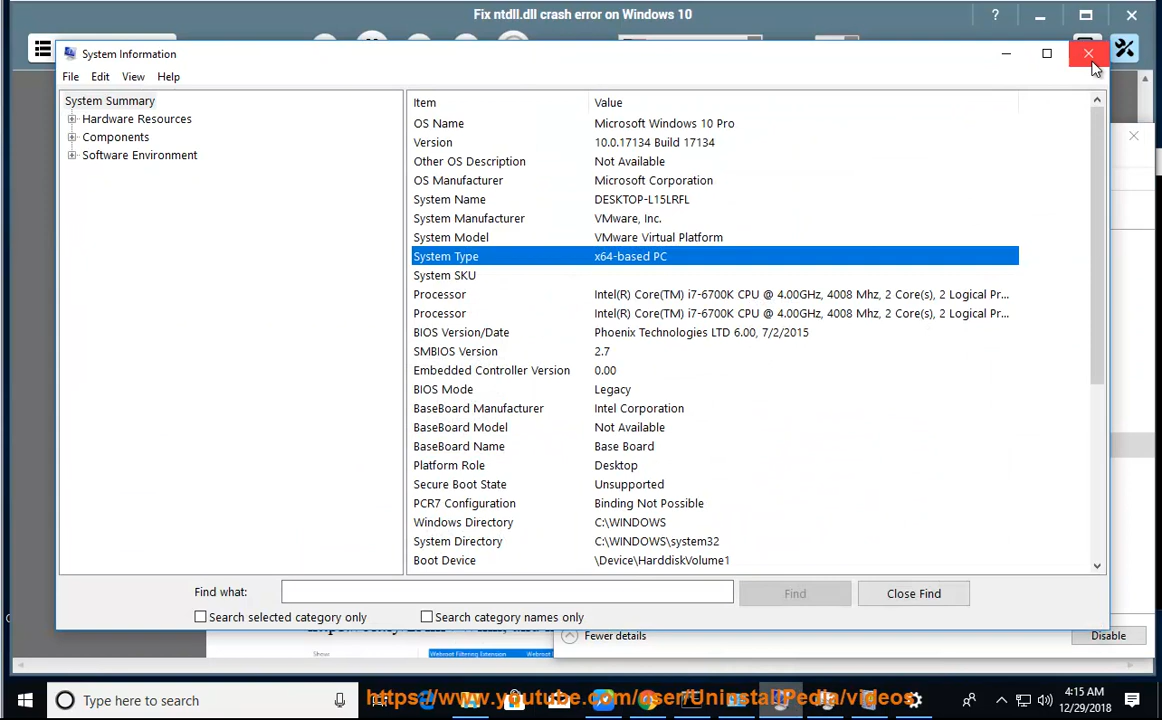 Fix ntdll.dll crash error on Windows 10
System Information
File Edit View Help
System Summary
Hardware Resources
Components
Software Environment
Item Value
OS Name Microsoft Windows 10 Pro
Version 10.0.17134 Build 17134
Other OS Description Not Available
OS Manufacturer Microsoft Corporation
System Name DESKTOP-L15LRFL
System Manufacturer VMware, Inc.
System Model VMware Virtual Platform
System Type x64-based PC
System SKU
Processor Intel(R) Core(TM) i7-6700K CPU @ 4.00GHz, 4008 Mhz, 2 Core(s), 2 Logical Pr...
Processor Intel(R) Core(TM) i7-6700K CPU @ 4.00GHz, 4008 Mhz, 2 Core(s), 2 Logical Pr...
BIOS Version/Date Phoenix Technologies LTD 6.00, 7/2/2015
SMBIOS Version 2.7
Embedded Controller Version 0.00
BIOS Mode Legacy
BaseBoard Manufacturer Intel Corporation
BaseBoard Model Not Available
BaseBoard Name Base Board
Platform Role Desktop
Secure Boot State Unsupported
PCR7 Configuration Binding Not Possible
Windows Directory C:\WINDOWS
System Directory C:\WINDOWS\system32
Boot Device \Device\HarddiskVolume1
Find what: Find Close Find
Search selected category only Search category names only
Fewer details Disable
Show Webroot Filtering Extension
Type here to search
https://www.youtube.com/user/UninstallPedia/videos
4:15 AM
12/29/2018